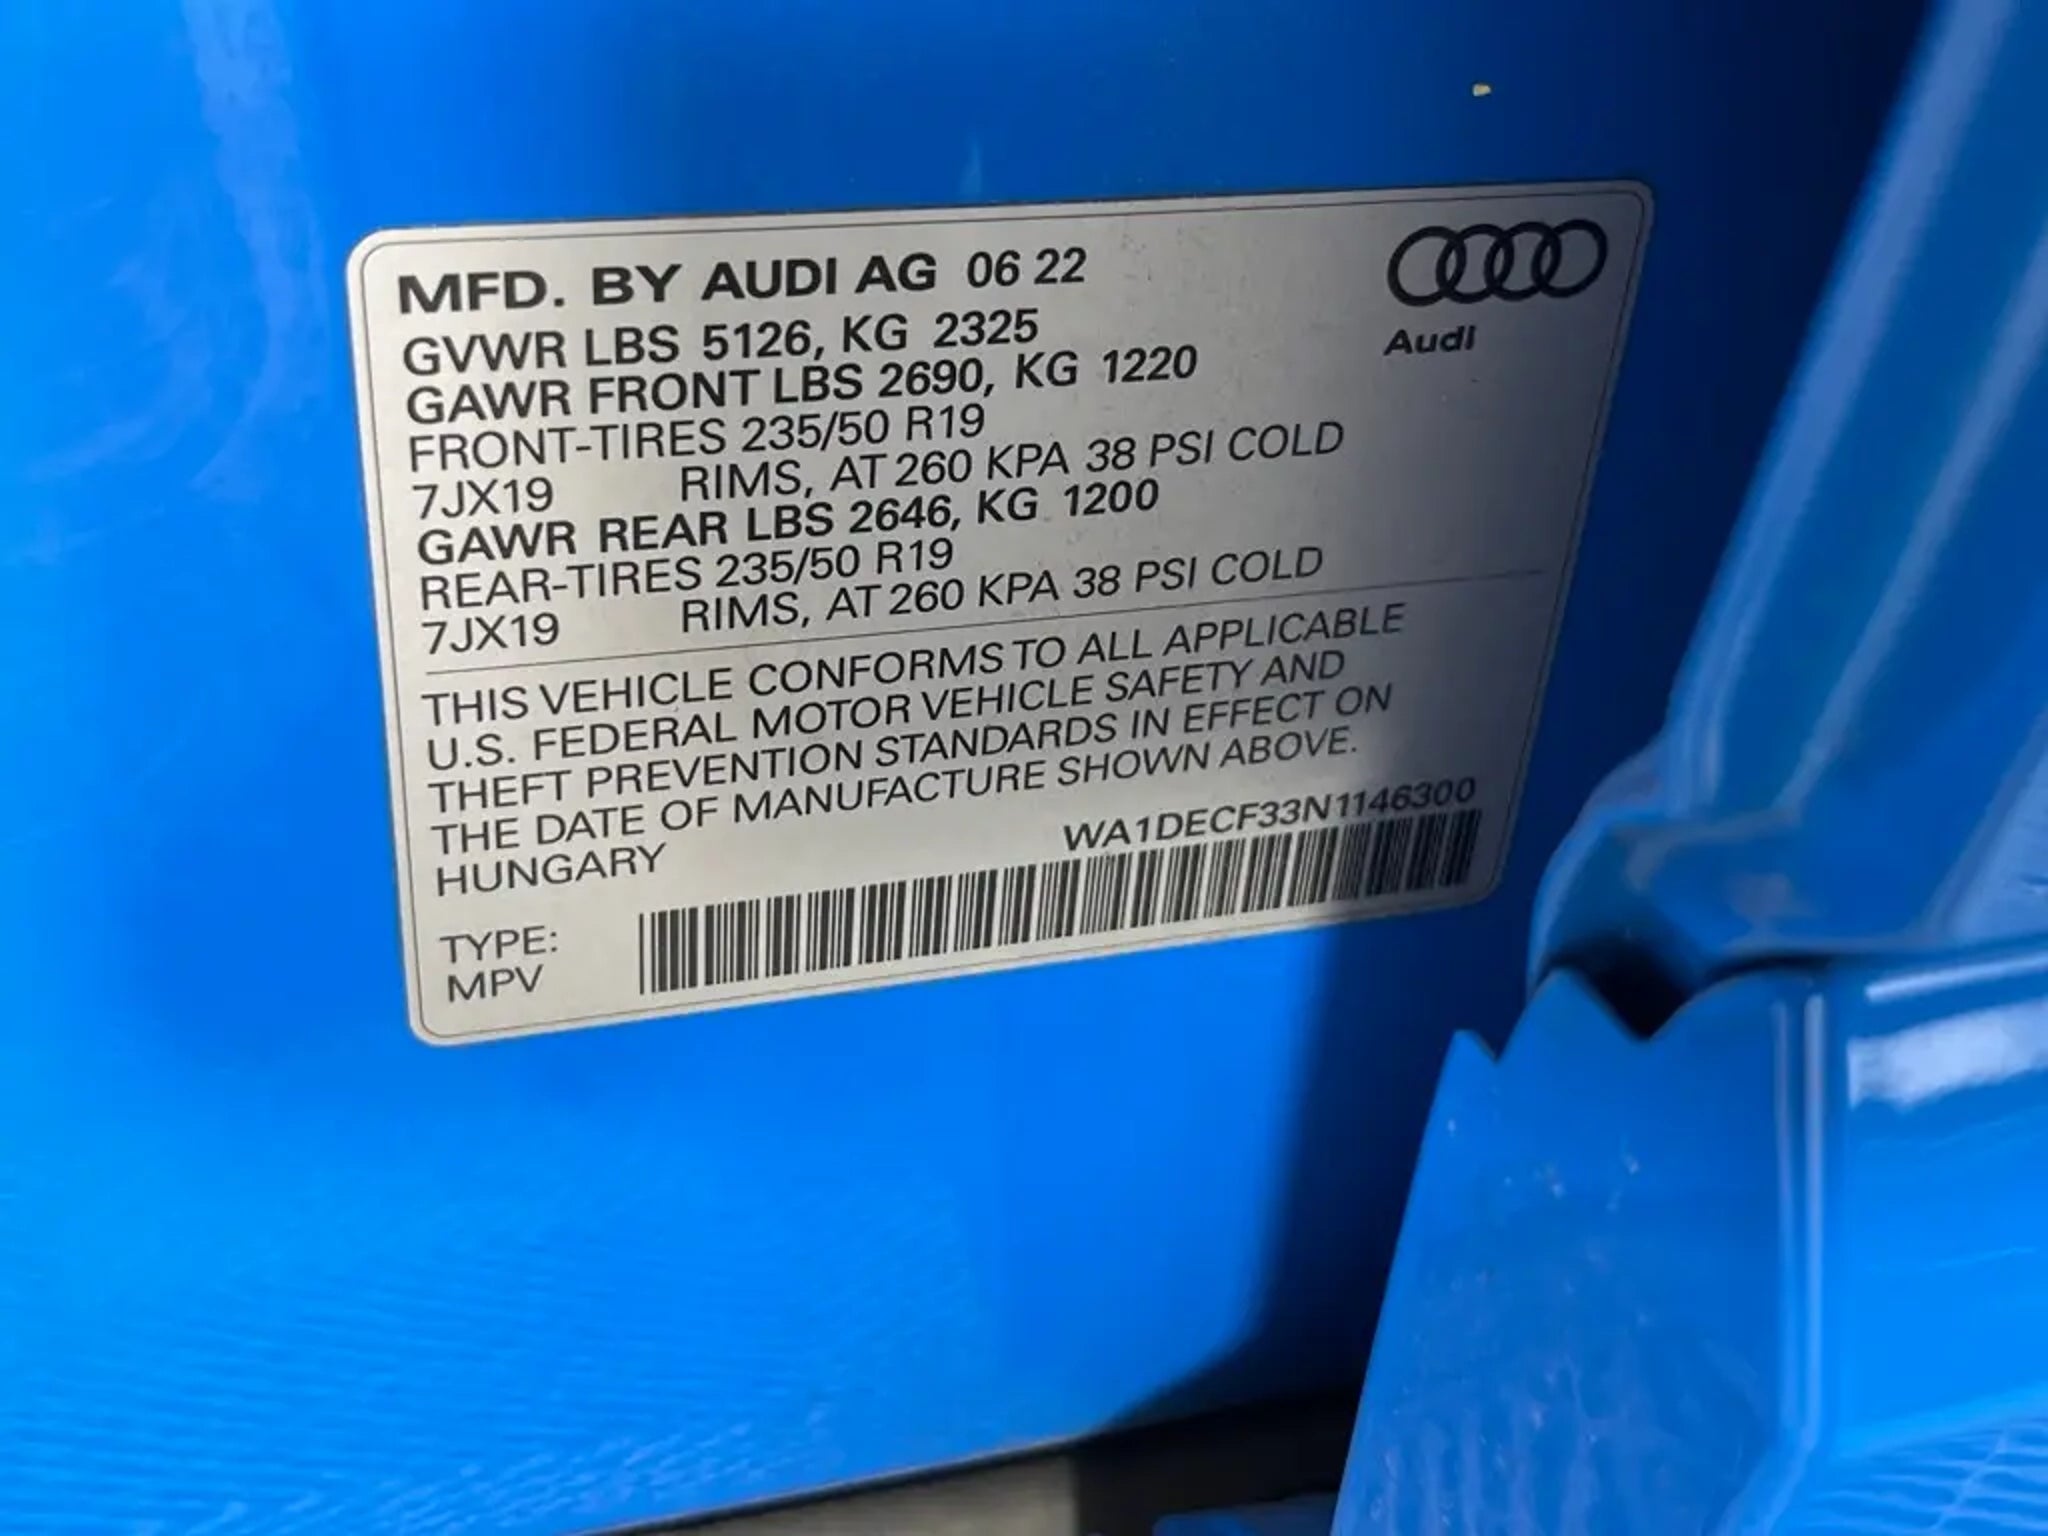 MFD. BY AUDI AG 06 22
Audi
GVWR LBS 5126, KG 2325
GAWR FRONT LBS 2690, KG 1220
FRONT-TIRES 235/50 R19
7JX19 RIMS, AT 260 KPA 38 PSI COLD
GAWR REAR LBS 2646, KG 1200
REAR-TIRES 235/50 R19
7JX19 RIMS, AT 260 KPA 38 PSI COLD
THIS VEHICLE CONFORMS TO ALL APPLICABLE
U.S. FEDERAL MOTOR VEHICLE SAFETY AND
THEFT PREVENTION STANDARDS IN EFFECT ON
THE DATE OF MANUFACTURE SHOWN ABOVE.
HUNGARY WA1DECF33N1146300
TYPE:
MPV